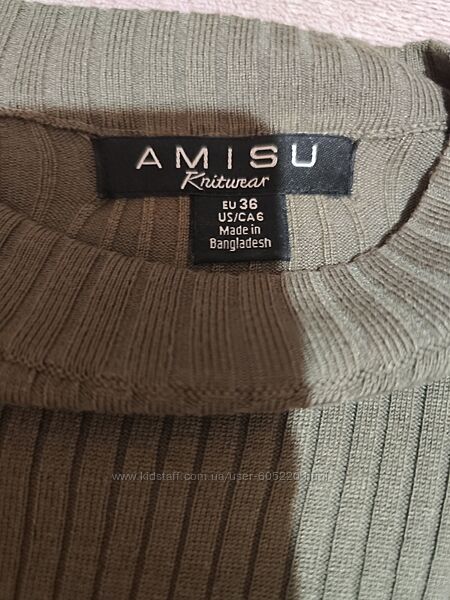 AMISU
Knitwear
EU 36
US/CA 6
Made in
Bangladesh
www.kidstaff.com.ua/user-605220